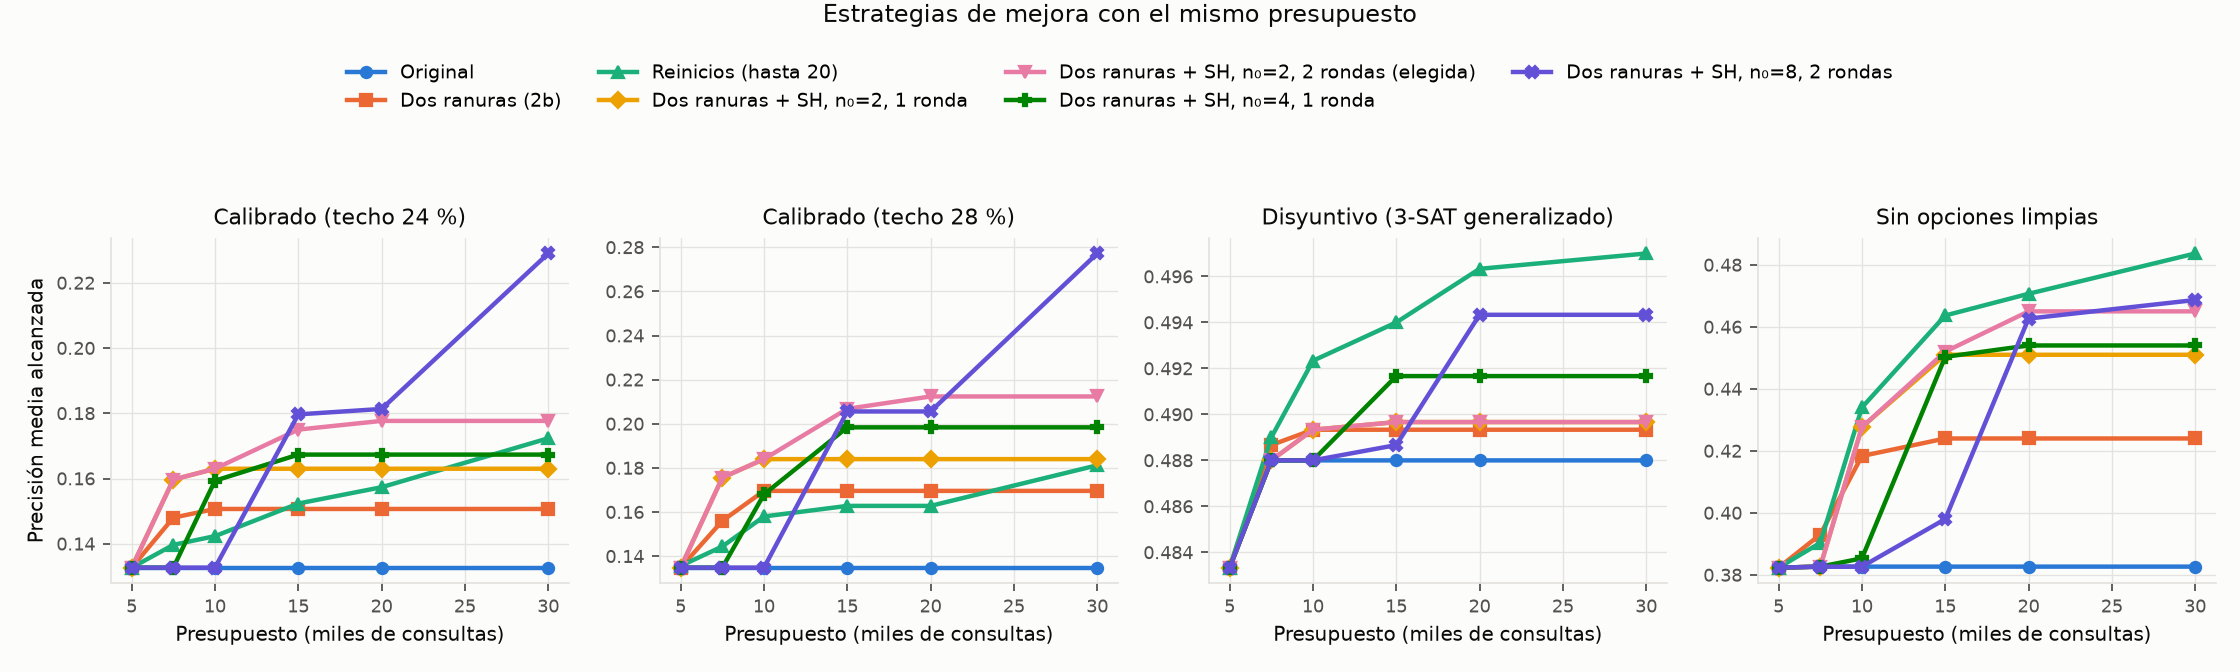 Estrategias de mejora con el mismo presupuesto
Original
Reinicios (hasta 20)
Dos ranuras + SH, n₀=2, 2 rondas (elegida)
Dos ranuras + SH, n₀=8, 2 rondas
Dos ranuras (2b)
Dos ranuras + SH, n₀=2, 1 ronda
Dos ranuras + SH, n₀=4, 1 ronda
Calibrado (techo 24 %)
Precisión media alcanzada
0.22
0.20
0.18
0.16
0.14
5 10 15 20 25 30
Presupuesto (miles de consultas)
Calibrado (techo 28 %)
0.28
0.26
0.24
0.22
0.20
0.18
0.16
0.14
5 10 15 20 25 30
Presupuesto (miles de consultas)
Disyuntivo (3-SAT generalizado)
0.496
0.494
0.492
0.490
0.488
0.486
0.484
5 10 15 20 25 30
Presupuesto (miles de consultas)
Sin opciones limpias
0.48
0.46
0.44
0.42
0.40
0.38
5 10 15 20 25 30
Presupuesto (miles de consultas)